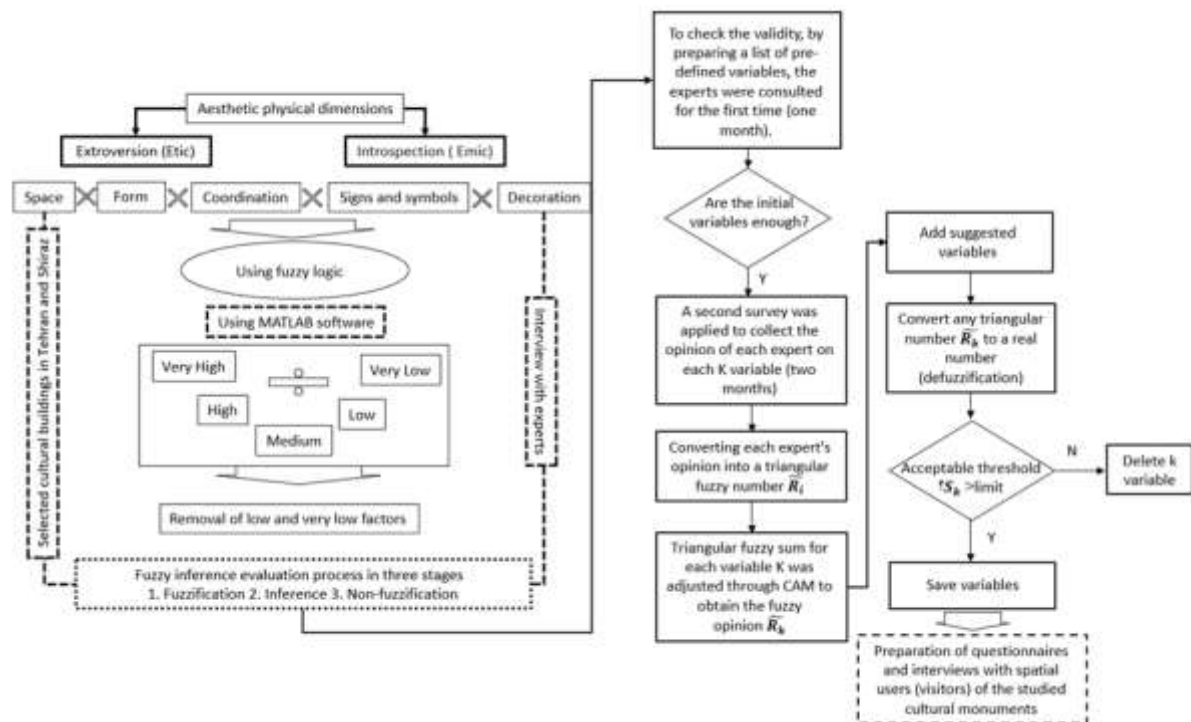 Aesthetic physical dimensions
Extroversion (Etic)
Introspection ( Emic)
Space
Form
Coordination
Signs and symbols
Decoration
Using fuzzy logic
Using MATLAB software
Very High
Very Low
High
Low
Medium
Removal of low and very low factors
Selected cultural buildings in Tehran and Shiraz
Interview with experts
Fuzzy inference evaluation process in three stages
1. Fuzzification 2. Inference 3. Non-fuzzification
To check the validity, by
preparing a list of pre-
defined variables, the
experts were consulted
for the first time (one
month).
Are the initial
variables enough?
Y
A second survey was
applied to collect the
opinion of each expert on
each K variable (two
months)
Converting each expert's
opinion into a triangular
fuzzy number R̃ᵢ
Triangular fuzzy sum for
each variable K was
adjusted through CAM to
obtain the fuzzy
opinion R̃ₖ
Add suggested
variables
Convert any triangular
number R̃ₖ to a real
number
(defuzzification)
Acceptable threshold
Sₖ >limit
N
Delete k
variable
Y
Save variables
Preparation of questionnaires
and interviews with spatial
users (visitors) of the studied
cultural monuments